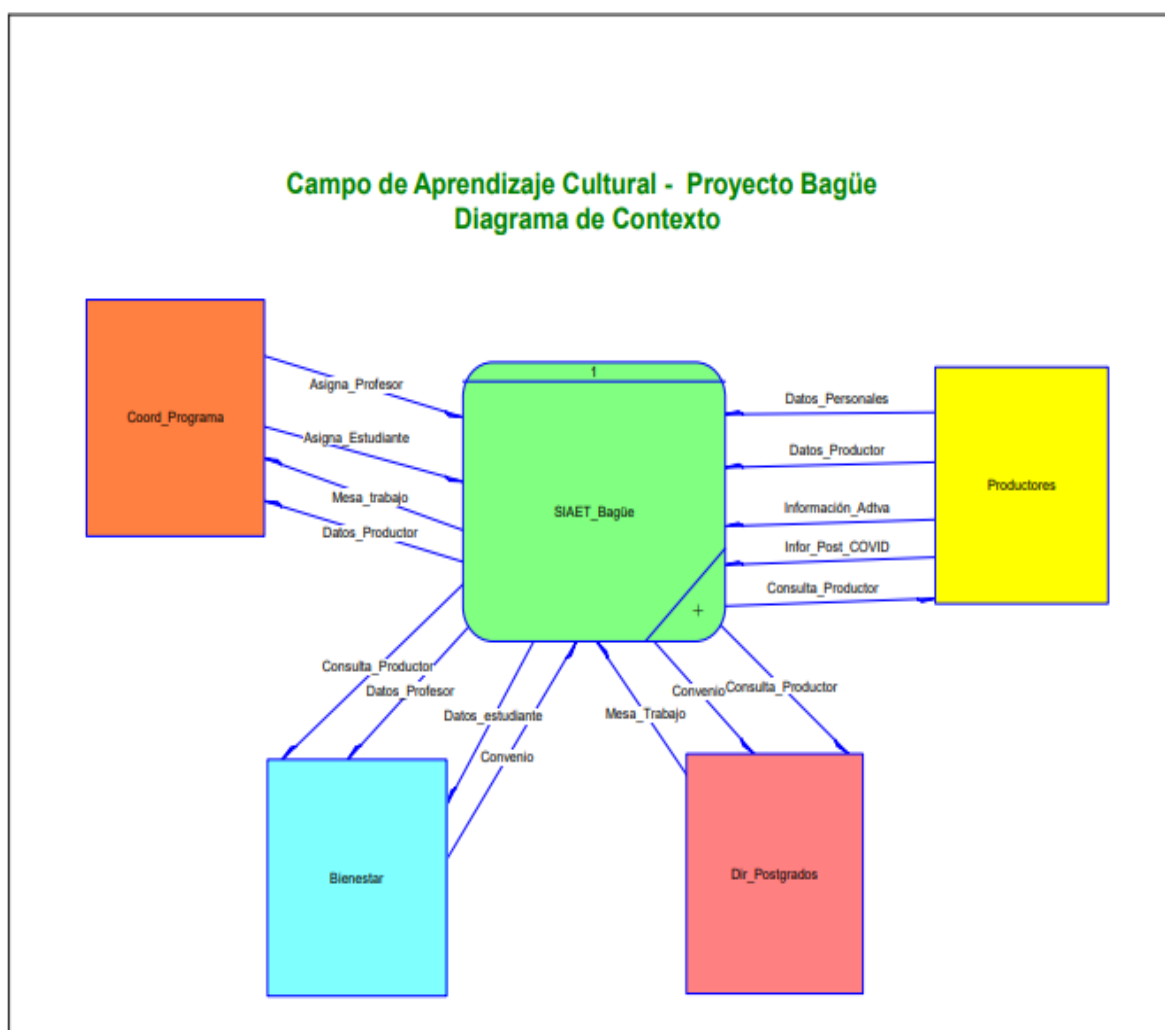 Campo de Aprendizaje Cultural - Proyecto Bagüe
Diagrama de Contexto
Coord_Programa
Asigna_Profesor
Asigna_Estudiante
Mesa_trabajo
Datos_Productor
1
SIAET_Bagüe
+
Datos_Personales
Datos_Productor
Información_Adtva
Infor_Post_COVID
Consulta_Productor
Productores
Consulta_Productor
Datos_Profesor
Datos_estudiante
Convenio
Mesa_Trabajo
Convenio
Consulta_Productor
Bienestar
Dir_Postgrados